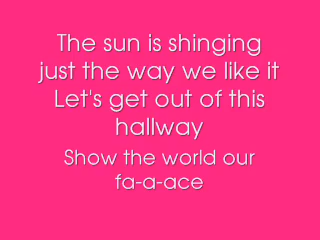 The sun is shinging
just the way we like it
Let's get out of this
hallway
Show the world our
fa-a-ace